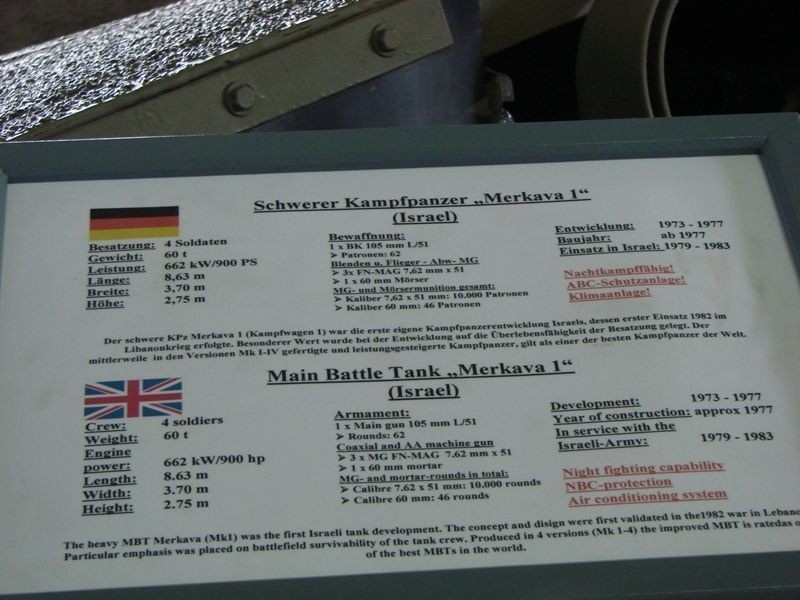 Schwerer Kampfpanzer „Merkava 1“
(Israel)
Besatzung: 4 Soldaten
Gewicht: 60 t
Leistung: 662 kW/900 PS
Länge: 8,63 m
Breite: 3,70 m
Höhe: 2,75 m
Bewaffnung:
1 x BK 105 mm L/51
➢ Patronen: 62
Blenden u. Flieger - Abw- MG
➢ 3x FN-MAG 7,62 mm x 51
➢ 1 x 60 mm Mörser
MG- und Mörsermunition gesamt:
➢ Kaliber 7.62 x 51 mm: 10.000 Patronen
➢ Kaliber 60 mm: 46 Patronen
Entwicklung: 1973 - 1977
Baujahr: ab 1977
Einsatz in Israel: 1979 - 1983
Nachtkampffähig!
ABC-Schutzanlage!
Klimaanlage!
Der schwere KPz Merkava 1 (Kampfwagen 1) war die erste eigene Kampfpanzerentwicklung Israels, dessen erster Einsatz 1982 im
Libanonkrieg erfolgte. Besonderer Wert wurde bei der Entwicklung auf die Überlebensfähigkeit der Besatzung gelegt. Der
mittlerweile in den Versionen Mk I-IV gefertigte und leistungsgesteigerte Kampfpanzer, gilt als einer der besten Kampfpanzer der Welt.
Main Battle Tank „Merkava 1“
(Israel)
Crew: 4 soldiers
Weight: 60 t
Engine
power: 662 kW/900 hp
Length: 8.63 m
Width: 3.70 m
Height: 2.75 m
Armament:
1 x Main gun 105 mm L/51
➢ Rounds: 62
Coaxial and AA machine gun
➢ 3 x MG FN-MAG 7.62 mm x 51
➢ 1 x 60 mm mortar
MG- and mortar-rounds in total:
➢ Calibre 7.62 x 51 mm: 10.000 rounds
➢ Calibre 60 mm: 46 rounds
Development: 1973 - 1977
Year of construction: approx 1977
In service with the
Israeli-Army: 1979 - 1983
Night fighting capability
NBC-protection
Air conditioning system
The heavy MBT Merkava (Mk1) was the first Israeli tank development. The concept and disign were first validated in the1982 war in Lebano
Particular emphasis was placed on battlefield survivability of the tank crew. Produced in 4 versions (Mk 1-4) the improved MBT is ratedas o
of the best MBTs in the world.